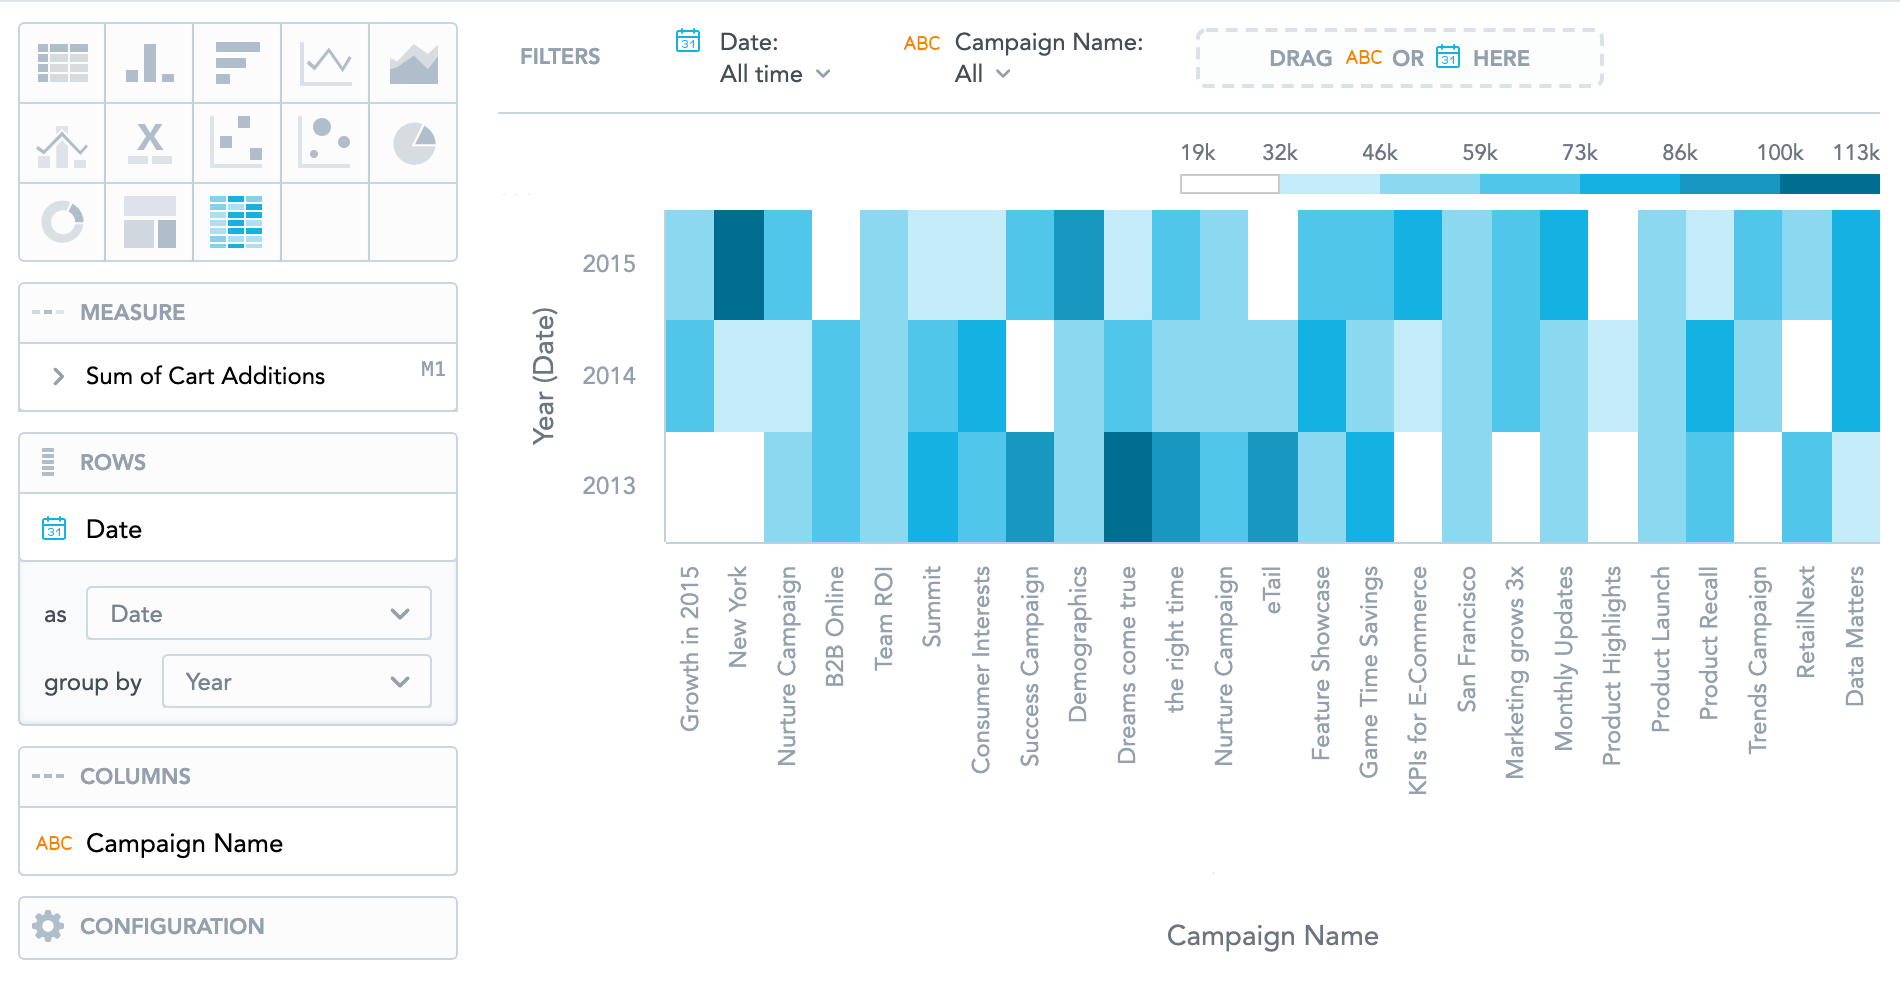 FILTERS
31 Date:
All time
ABC Campaign Name:
All
DRAG ABC OR 31 HERE
19k 32k 46k 59k 73k 86k 100k 113k
X
MEASURE
Sum of Cart Additions M1
ROWS
31 Date
as Date
group by Year
COLUMNS
ABC Campaign Name
CONFIGURATION
Year (Date)
2015
2014
2013
Growth in 2015
New York
Nurture Campaign
B2B Online
Team ROI
Summit
Consumer Interests
Success Campaign
Demographics
Dreams come true
the right time
Nurture Campaign
eTail
Feature Showcase
Game Time Savings
KPIs for E-Commerce
San Francisco
Marketing grows 3x
Monthly Updates
Product Highlights
Product Launch
Product Recall
Trends Campaign
RetailNext
Data Matters
Campaign Name